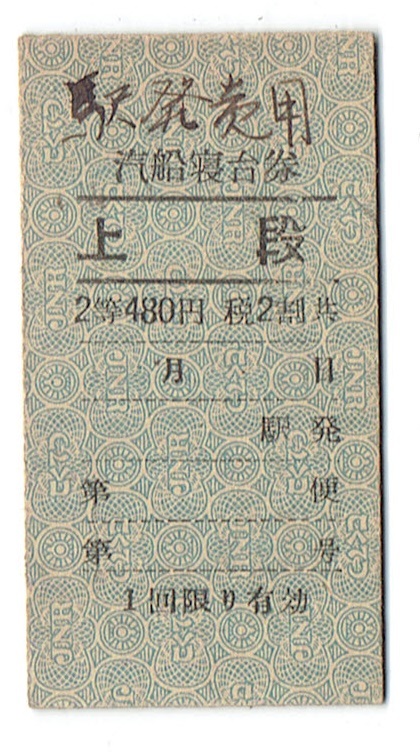 駅発売用
汽船寝台券
上段
2等480円 税2割共
月 日
駅発
第 便
第 号
1回限り有効